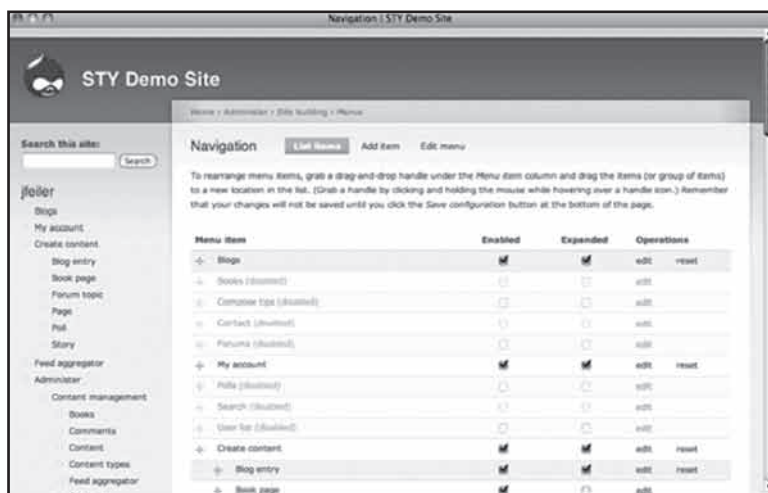 Navigation | STY Demo Site
STY Demo Site
Home › Administer › Site building › Menus
Search this site:
Search
jfeiler
Blogs
My account
Create content
Blog entry
Book page
Forum topic
Page
Poll
Story
Feed aggregator
Administer
Content management
Books
Comments
Content
Content types
Feed aggregator
Navigation List items Add item Edit menu
To rearrange menu items, grab a drag-and-drop handle under the Menu item column and drag the items (or group of items)
to a new location in the list. (Grab a handle by clicking and holding the mouse while hovering over a handle icon.) Remember
that your changes will not be saved until you click the Save configuration button at the bottom of the page.
Menu item Enabled Expanded Operations
Blogs edit reset
Books (disabled) edit
Compose tips (disabled) edit
Contact (disabled) edit
Forums (disabled) edit
My account edit reset
Polls (disabled) edit
Search (disabled) edit
User list (disabled) edit
Create content edit reset
Blog entry edit reset
Book page edit